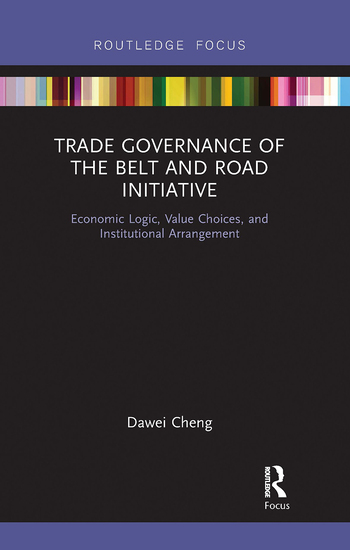 ROUTLEDGE FOCUS
TRADE GOVERNANCE OF
THE BELT AND ROAD
INITIATIVE
Economic Logic, Value Choices, and
Institutional Arrangement
Dawei Cheng
ROUTLEDGE
Focus